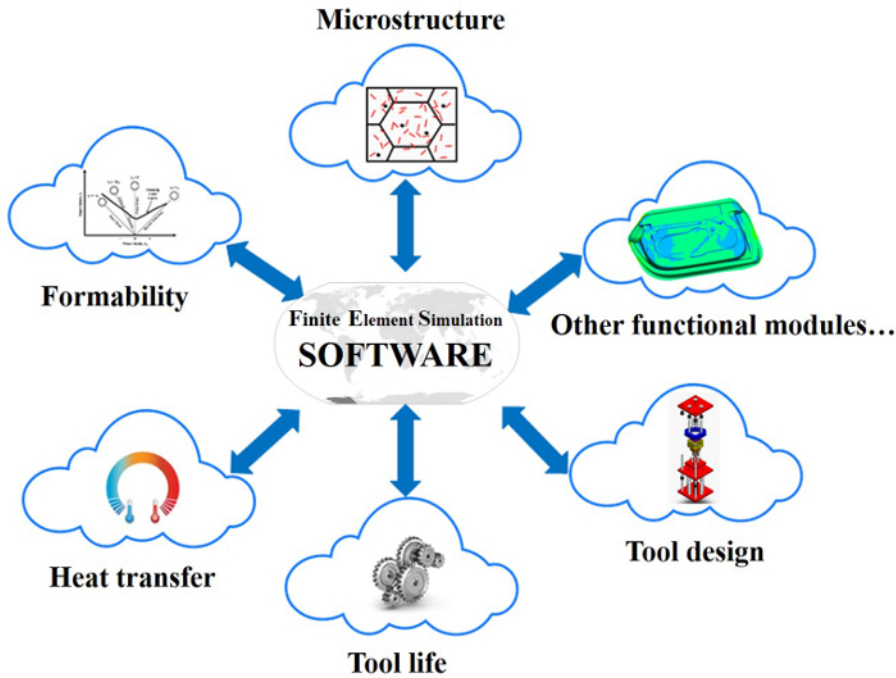 Microstructure
Formability
Finite Element Simulation
SOFTWARE
Other functional modules…
Heat transfer
Tool life
Tool design